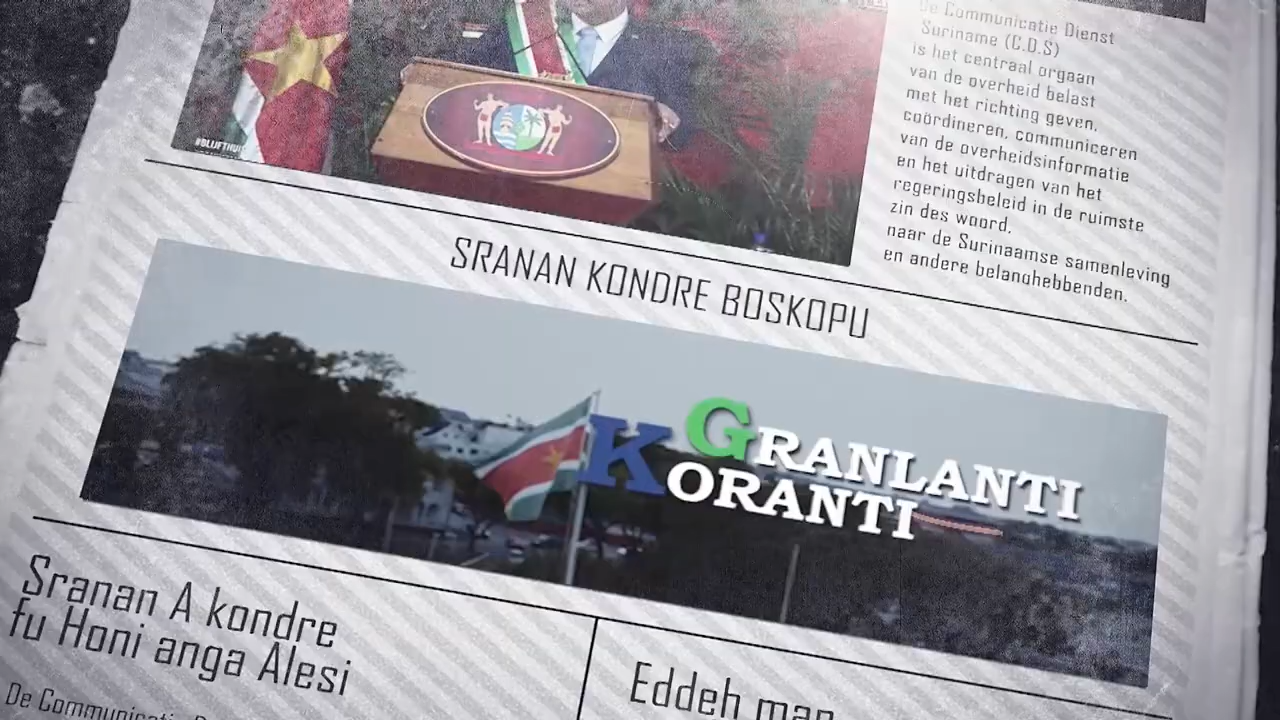 De Communicatie Dienst
Suriname (C.D.S)
is het centraal orgaan
van de overheid belast
met het richting geven,
coördineren, communiceren
van de overheidsinformatie
en het uitdragen van het
regeringsbeleid in de ruimste
zin des woord.
naar de Surinaamse samenleving
en andere belanghebbenden.
SRANAN KONDRE BOSKOPU
GRANLANTI
KORANTI
Sranan A kondre
fu Honi anga Alesi
De
Eddeh man